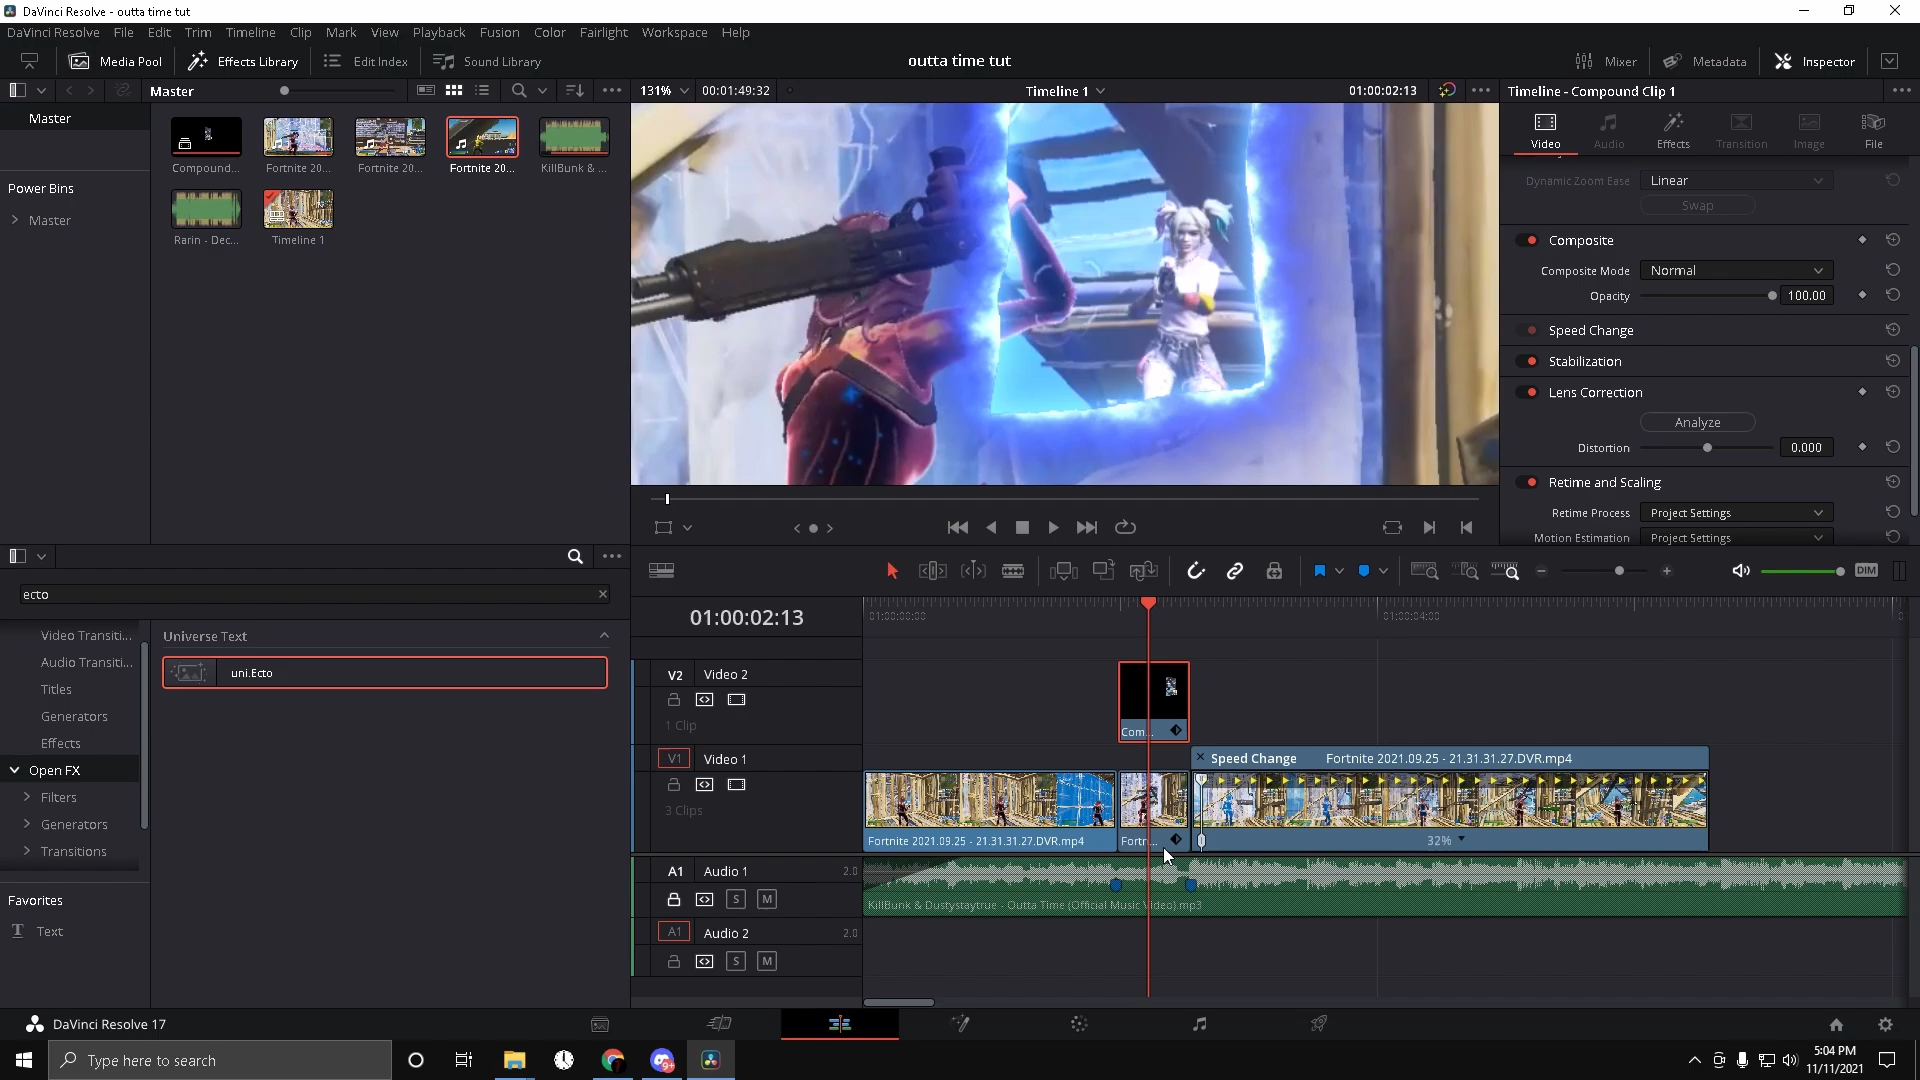 DaVinci Resolve - outta time tut
DaVinci Resolve File Edit Trim Timeline Clip Mark View Playback Fusion Color Fairlight Workspace Help
Media Pool Effects Library Edit Index Sound Library outta time tut Mixer Metadata Inspector
Master 131% 00:01:49:32 Timeline 1 01:00:02:13 Timeline - Compound Clip 1
Master
Compound... Fortnite 20... Fortnite 20... Fortnite 20... KillBunk & ...
Power Bins
Master
Rarin - Dec... Timeline 1
Video Audio Effects Transition Image File
Dynamic Zoom Ease Linear
Swap
Composite
Composite Mode Normal
Opacity 100.00
Speed Change
Stabilization
Lens Correction
Analyze
Distortion 0.000
Retime and Scaling
Retime Process Project Settings
Motion Estimation Project Settings
ecto
Video Transiti...
Audio Transiti...
Titles
Generators
Effects
Open FX
Filters
Generators
Transitions
Favorites
T Text
Universe Text
uni.Ecto
DIM
01:00:02:13
01:00:00:00 01:00:04:00
V2 Video 2
1 Clip
Com...
V1 Video 1
3 Clips
Speed Change Fortnite 2021.09.25 - 21.31.31.27.DVR.mp4
Fortnite 2021.09.25 - 21.31.31.27.DVR.mp4 Fortn... 32%
A1 Audio 1 2.0
S M
KillBunk & Dustystaytrue - Outta Time (Official Music Video).mp3
A1 Audio 2 2.0
S M
DaVinci Resolve 17
Type here to search
9+
5:04 PM
11/11/2021